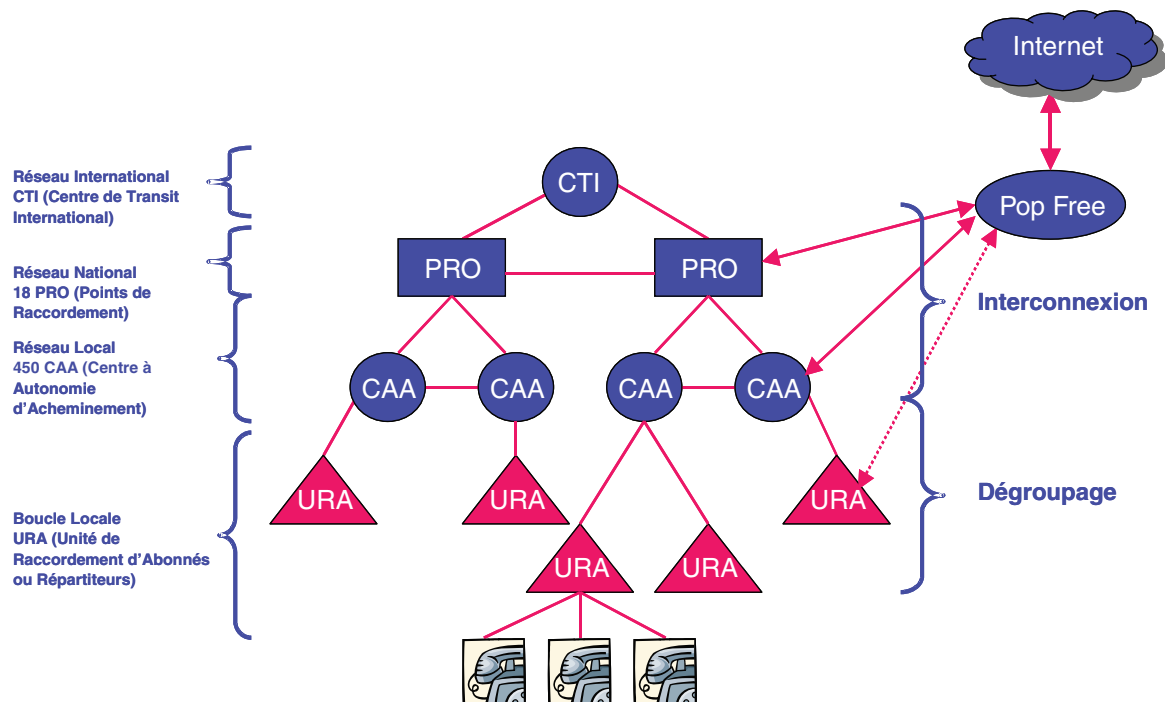 Internet
Réseau International
CTI (Centre de Transit
International)
CTI
Pop Free
PRO
PRO
Réseau National
18 PRO (Points de
Raccordement)
Interconnexion
Réseau Local
450 CAA (Centre à
Autonomie
d'Acheminement)
CAA
CAA
CAA
CAA
URA
URA
URA
Dégroupage
Boucle Locale
URA (Unité de
Raccordement d'Abonnés
ou Répartiteurs)
URA
URA